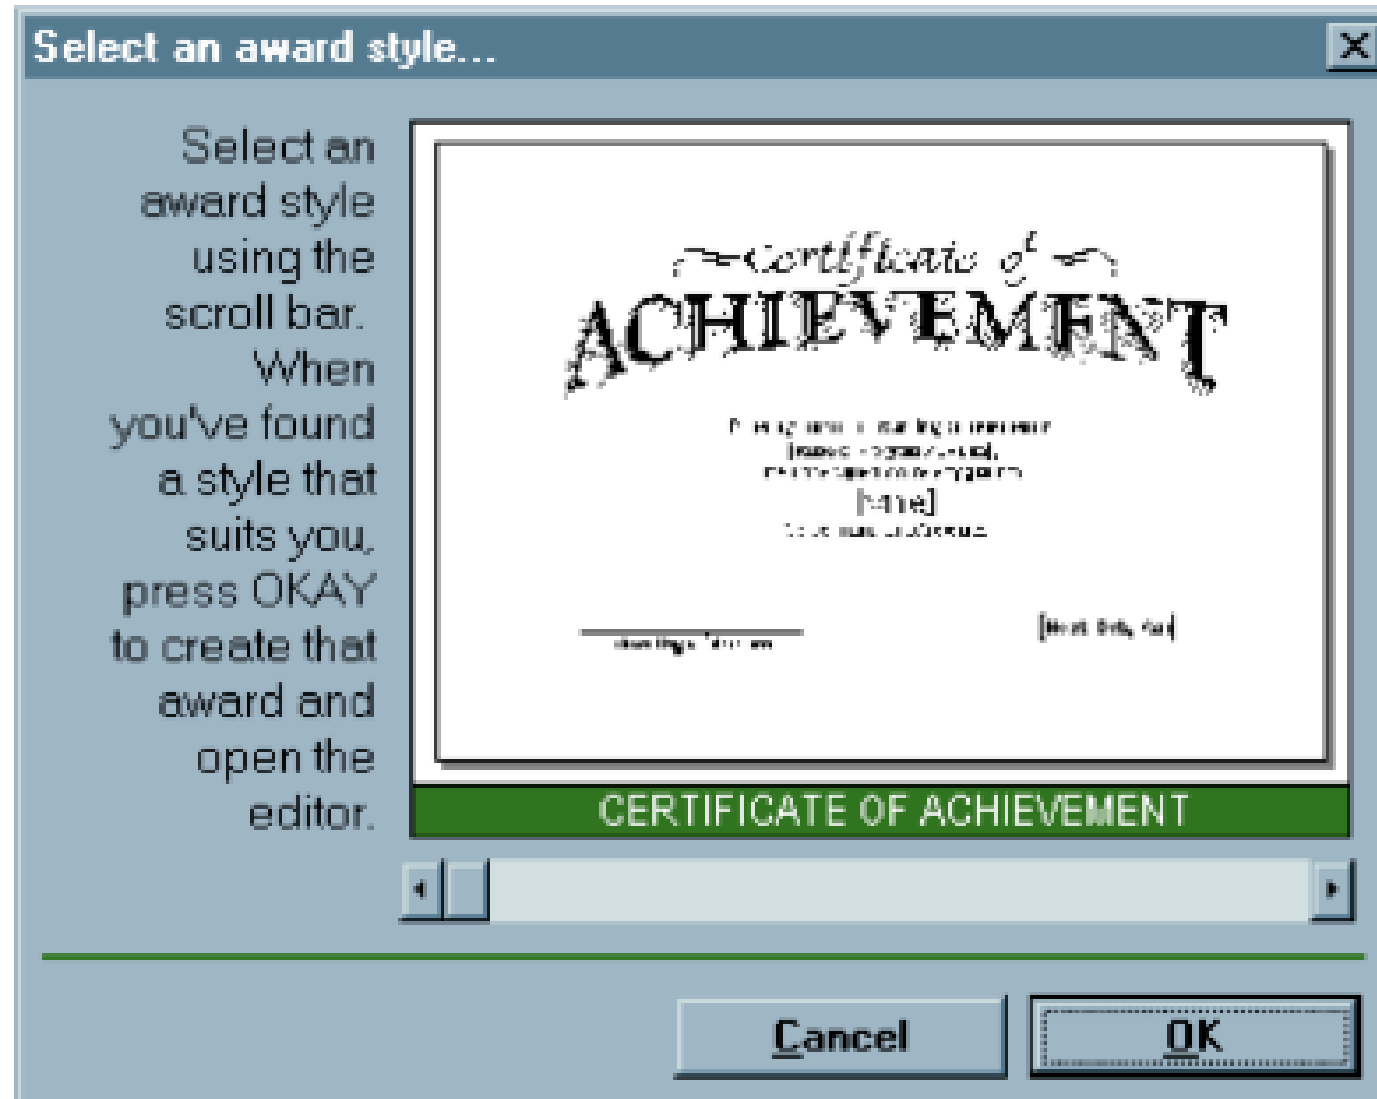 Select an award style...
Select an
award style
using the
scroll bar.
When
you've found
a style that
suits you,
press OKAY
to create that
award and
open the
editor.
Certificate of
ACHIEVEMENT
[Name]
CERTIFICATE OF ACHIEVEMENT
Cancel
OK